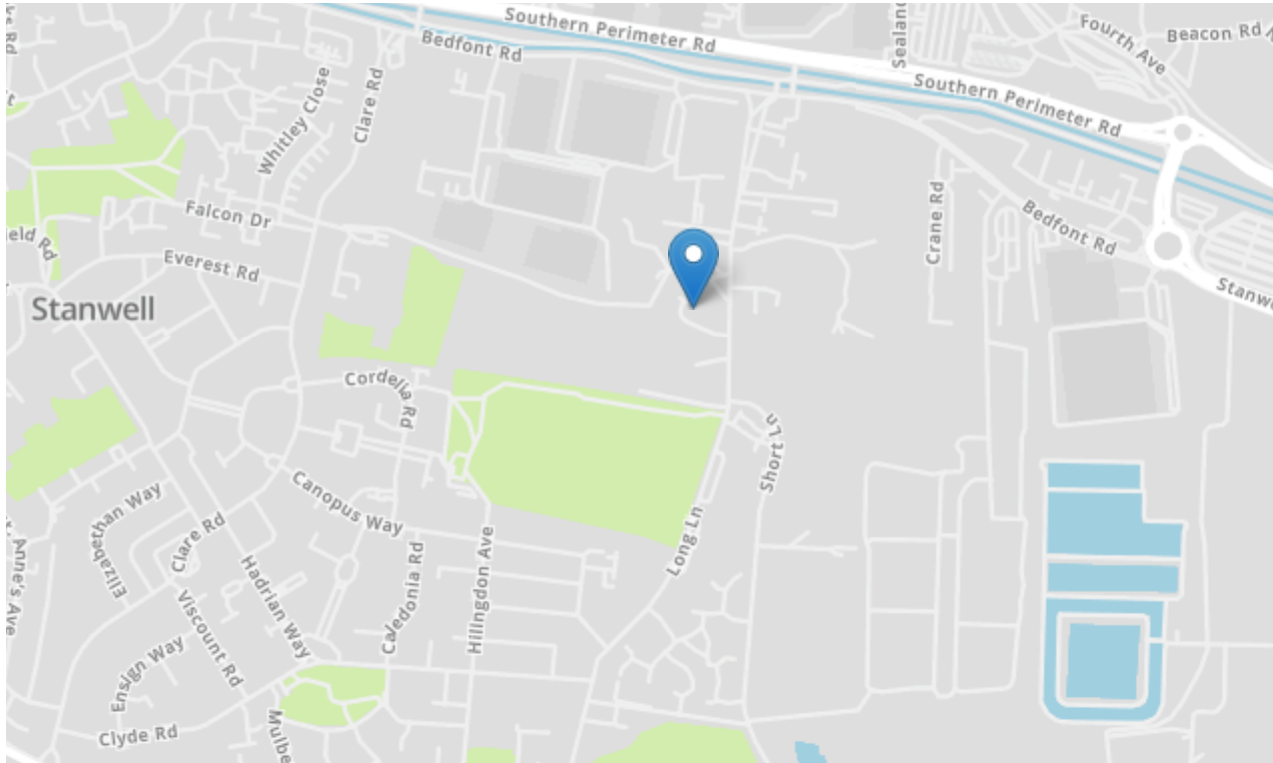 Southern Perimeter Rd
Bedfont Rd
Fourth Ave
Beacon Rd
Southern Perimeter Rd
Whitley Close
Clare Rd
Falcon Dr
Everest Rd
Crane Rd
Bedfont Rd
Stanwell
Cordelia Rd
Short Ln
Canopus Way
Long Ln
Elizabethan Way
Clare Rd
Hadrian Way
Caledonia Rd
Hillingdon Ave
Anne's Ave
Viscount Rd
Ensign Way
Clyde Rd